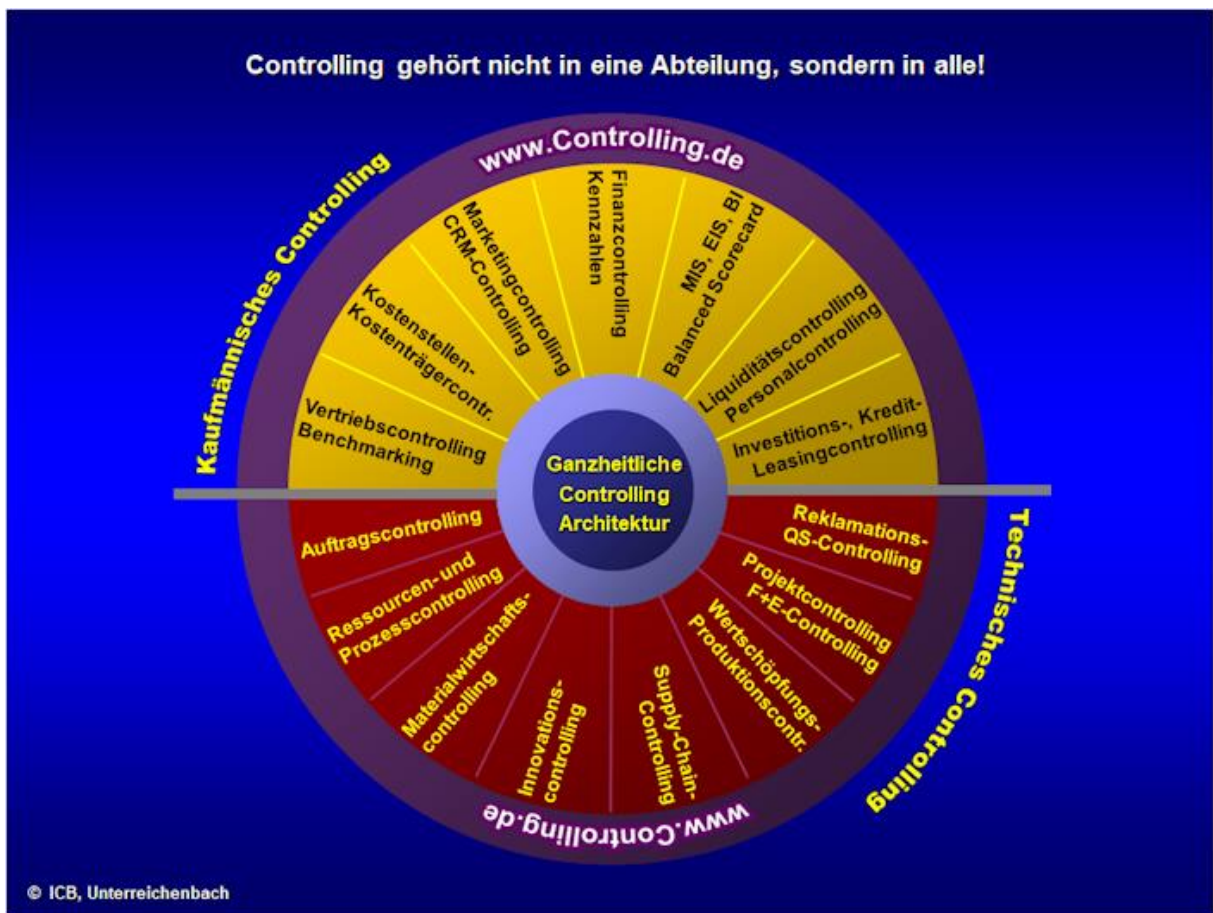 Controlling gehört nicht in eine Abteilung, sondern in alle!
www.Controlling.de
Kaufmännisches Controlling
Vertriebscontrolling
Benchmarking
Kostenstellen-
Kostenträgercontr.
Marketingcontrolling
CRM-Controlling
Finanzcontrolling
Kennzahlen
MIS, EIS, BI
Balanced Scorecard
Liquiditätscontrolling
Personalcontrolling
Investitions-, Kredit-
Leasingcontrolling
Ganzheitliche
Controlling
Architektur
Auftragscontrolling
Ressourcen- und
Prozesscontrolling
Materialwirtschafts-
controlling
Innovations-
controlling
Supply-Chain-
Controlling
Wertschöpfungs-
Produktionscontr.
Projektcontrolling
F+E-Controlling
Reklamations-
QS-Controlling
Technisches Controlling
www.Controlling.de
© ICB, Unterreichenbach